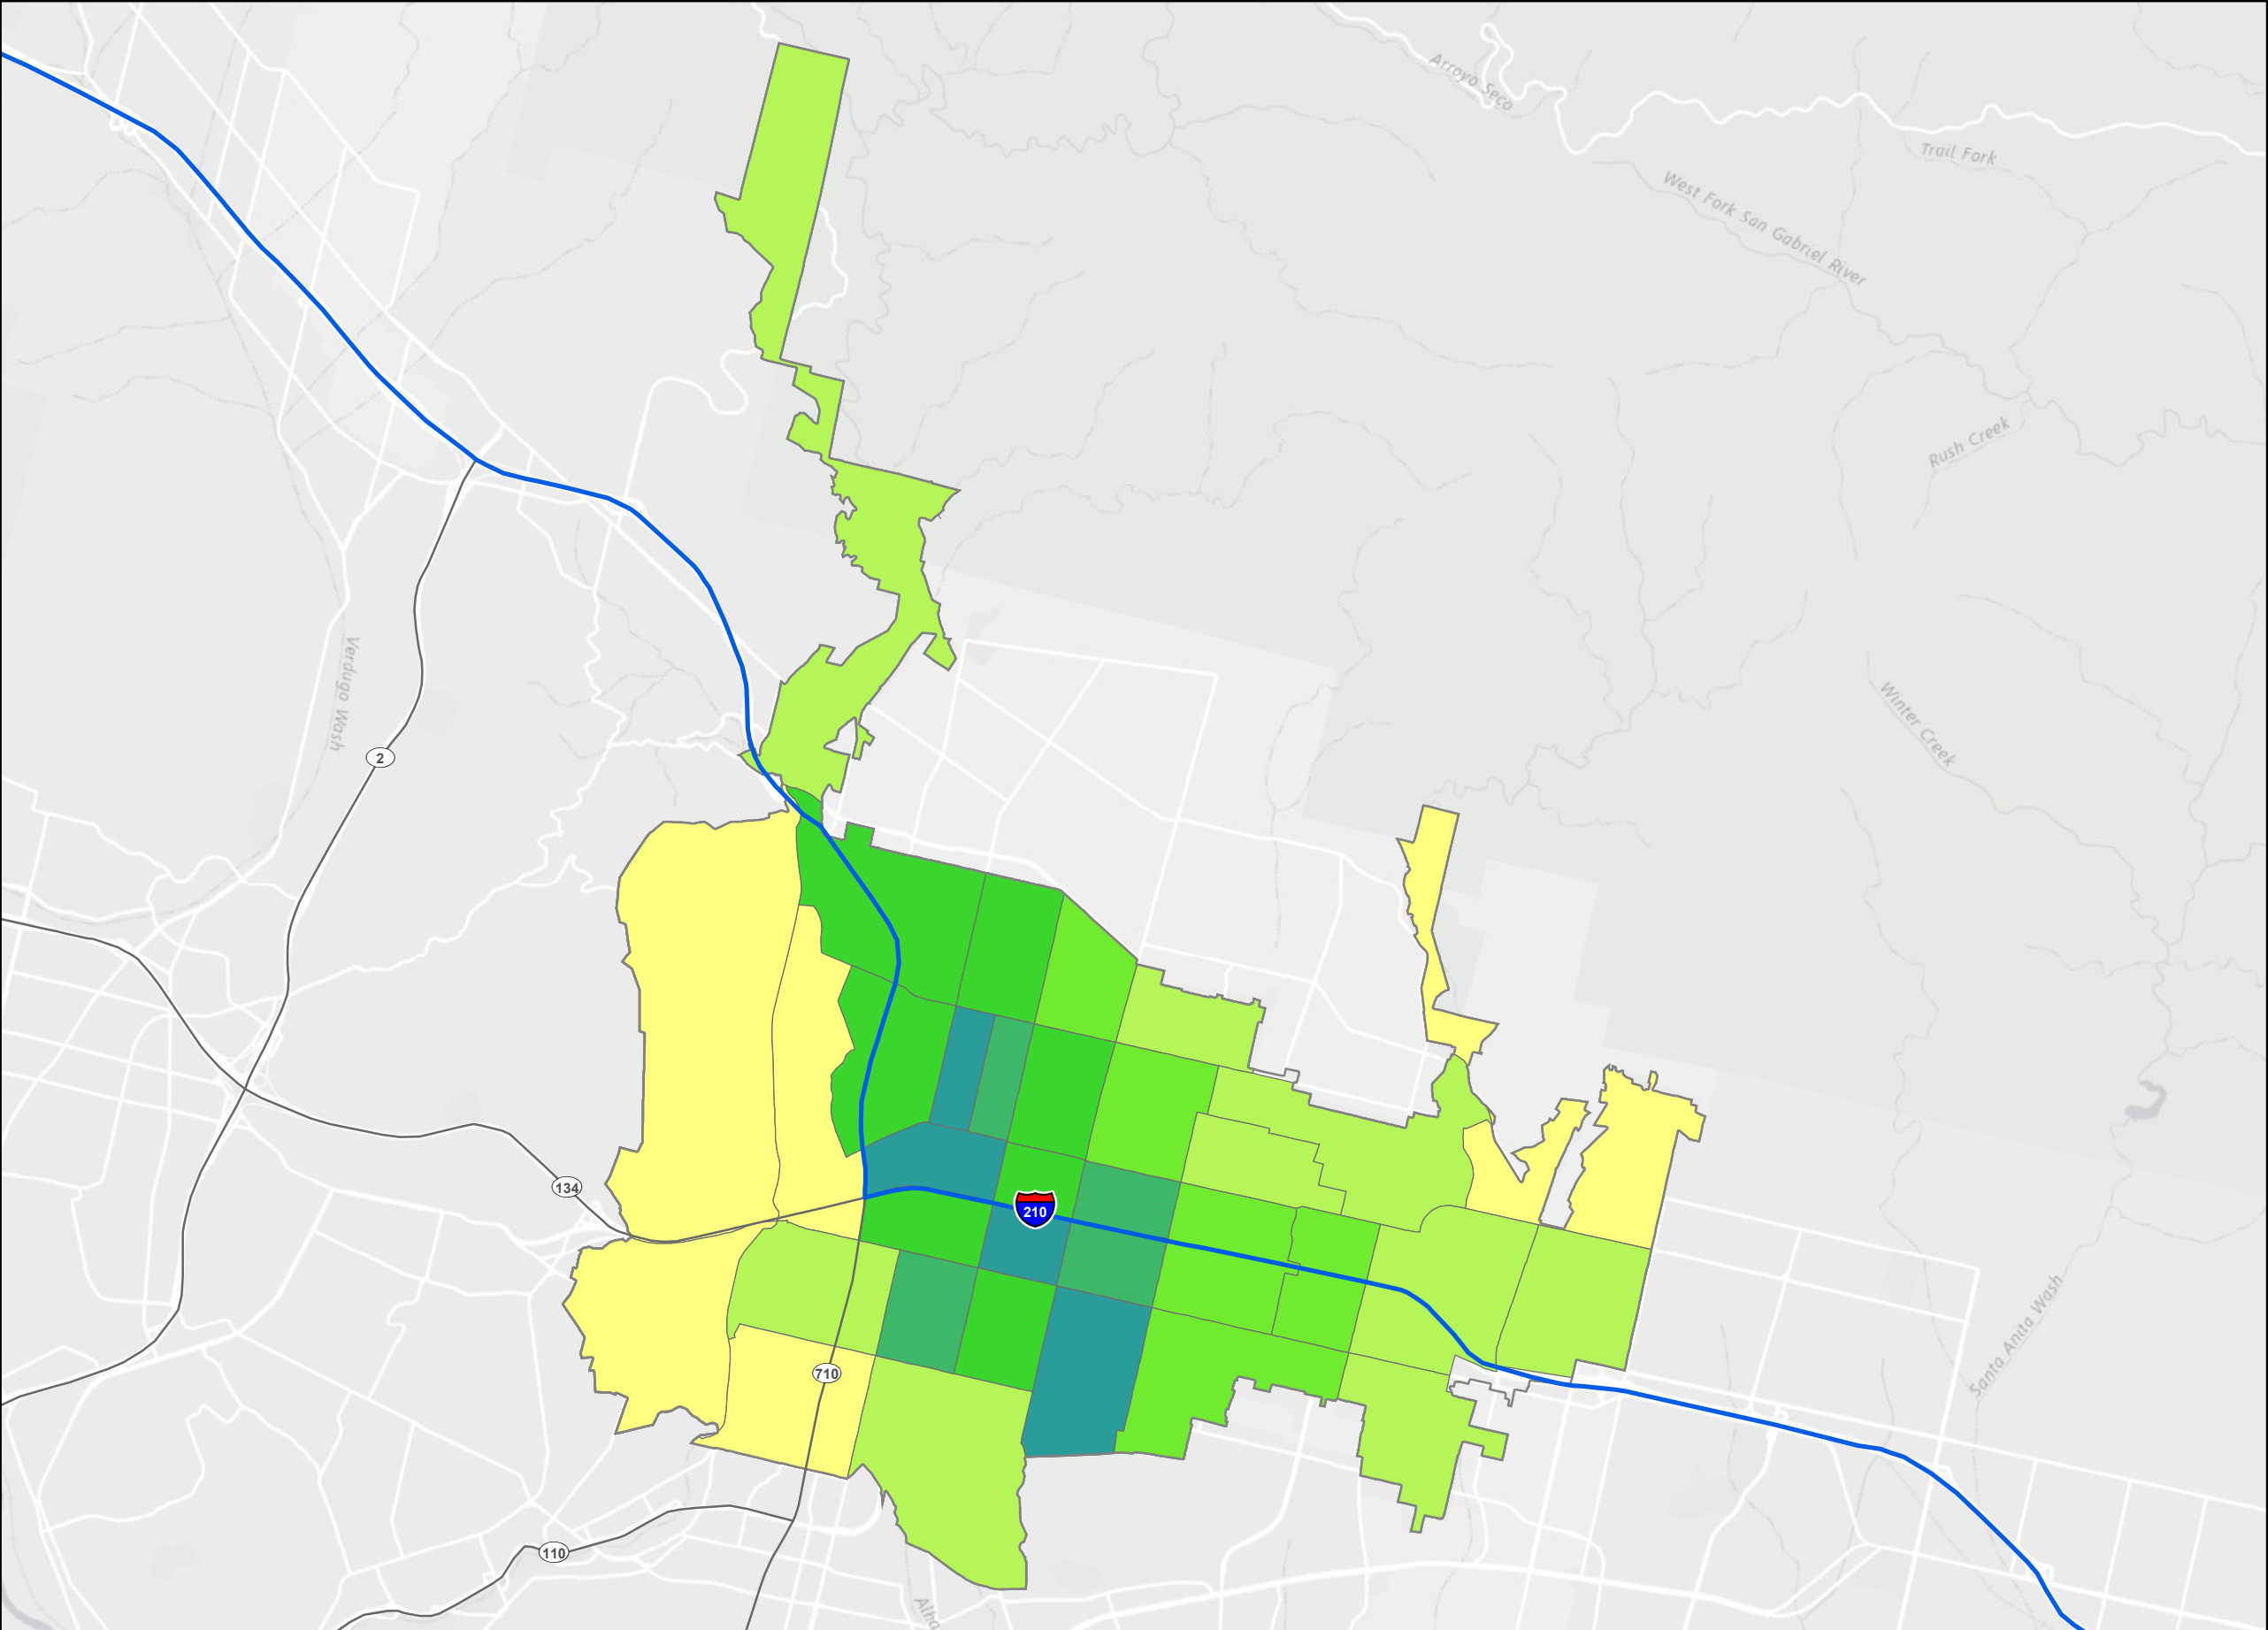 Arroyo Seco
Trail Fork
West Fork San Gabriel River
Rush Creek
Verdugo Wash
Winter Creek
2
134
210
Santa Anita Wash
710
110
Alha